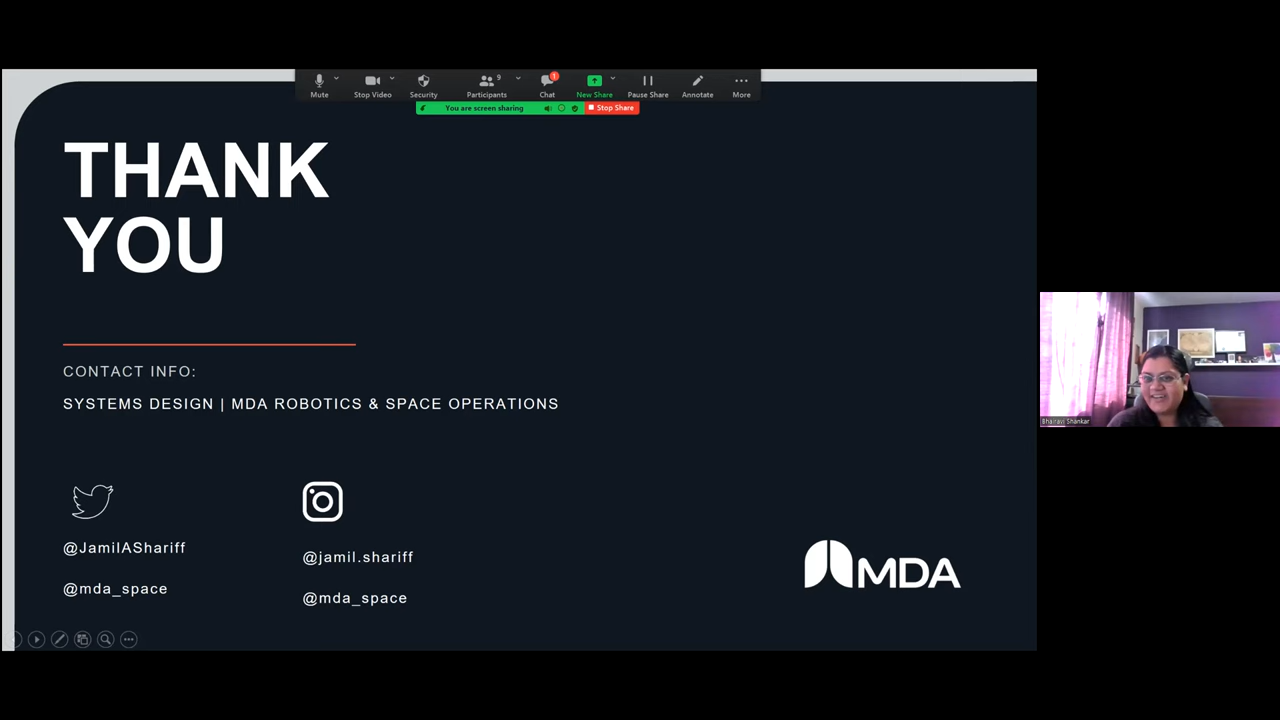 Mute
Stop Video
Security
9
Participants
1
Chat
New Share
Pause Share
Annotate
More
You are screen sharing
Stop Share
THANK
YOU
CONTACT INFO:
SYSTEMS DESIGN | MDA ROBOTICS & SPACE OPERATIONS
@JamilAShariff
@jamil.shariff
@mda_space
@mda_space
MDA
Bhairavi Shankar